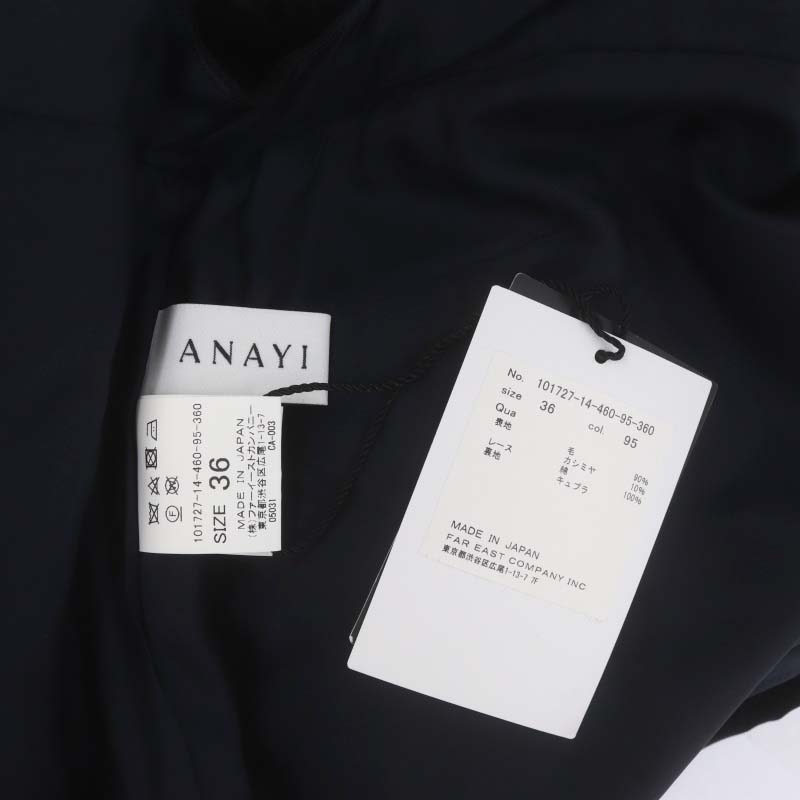 ANAYI
101727-14-460-95-360
SIZE 36
MADE IN JAPAN
(株)ファーイーストカンパニー
東京都渋谷区広尾1-13-7
05031 CA-003
F
No. 101727-14-460-95-360
size 36 col. 95
Qua
表地 毛 90%
カシミヤ 10%
レース 綿 100%
裏地 キュプラ
MADE IN JAPAN
FAR EAST COMPANY INC
東京都渋谷区広尾1-13-7 7F